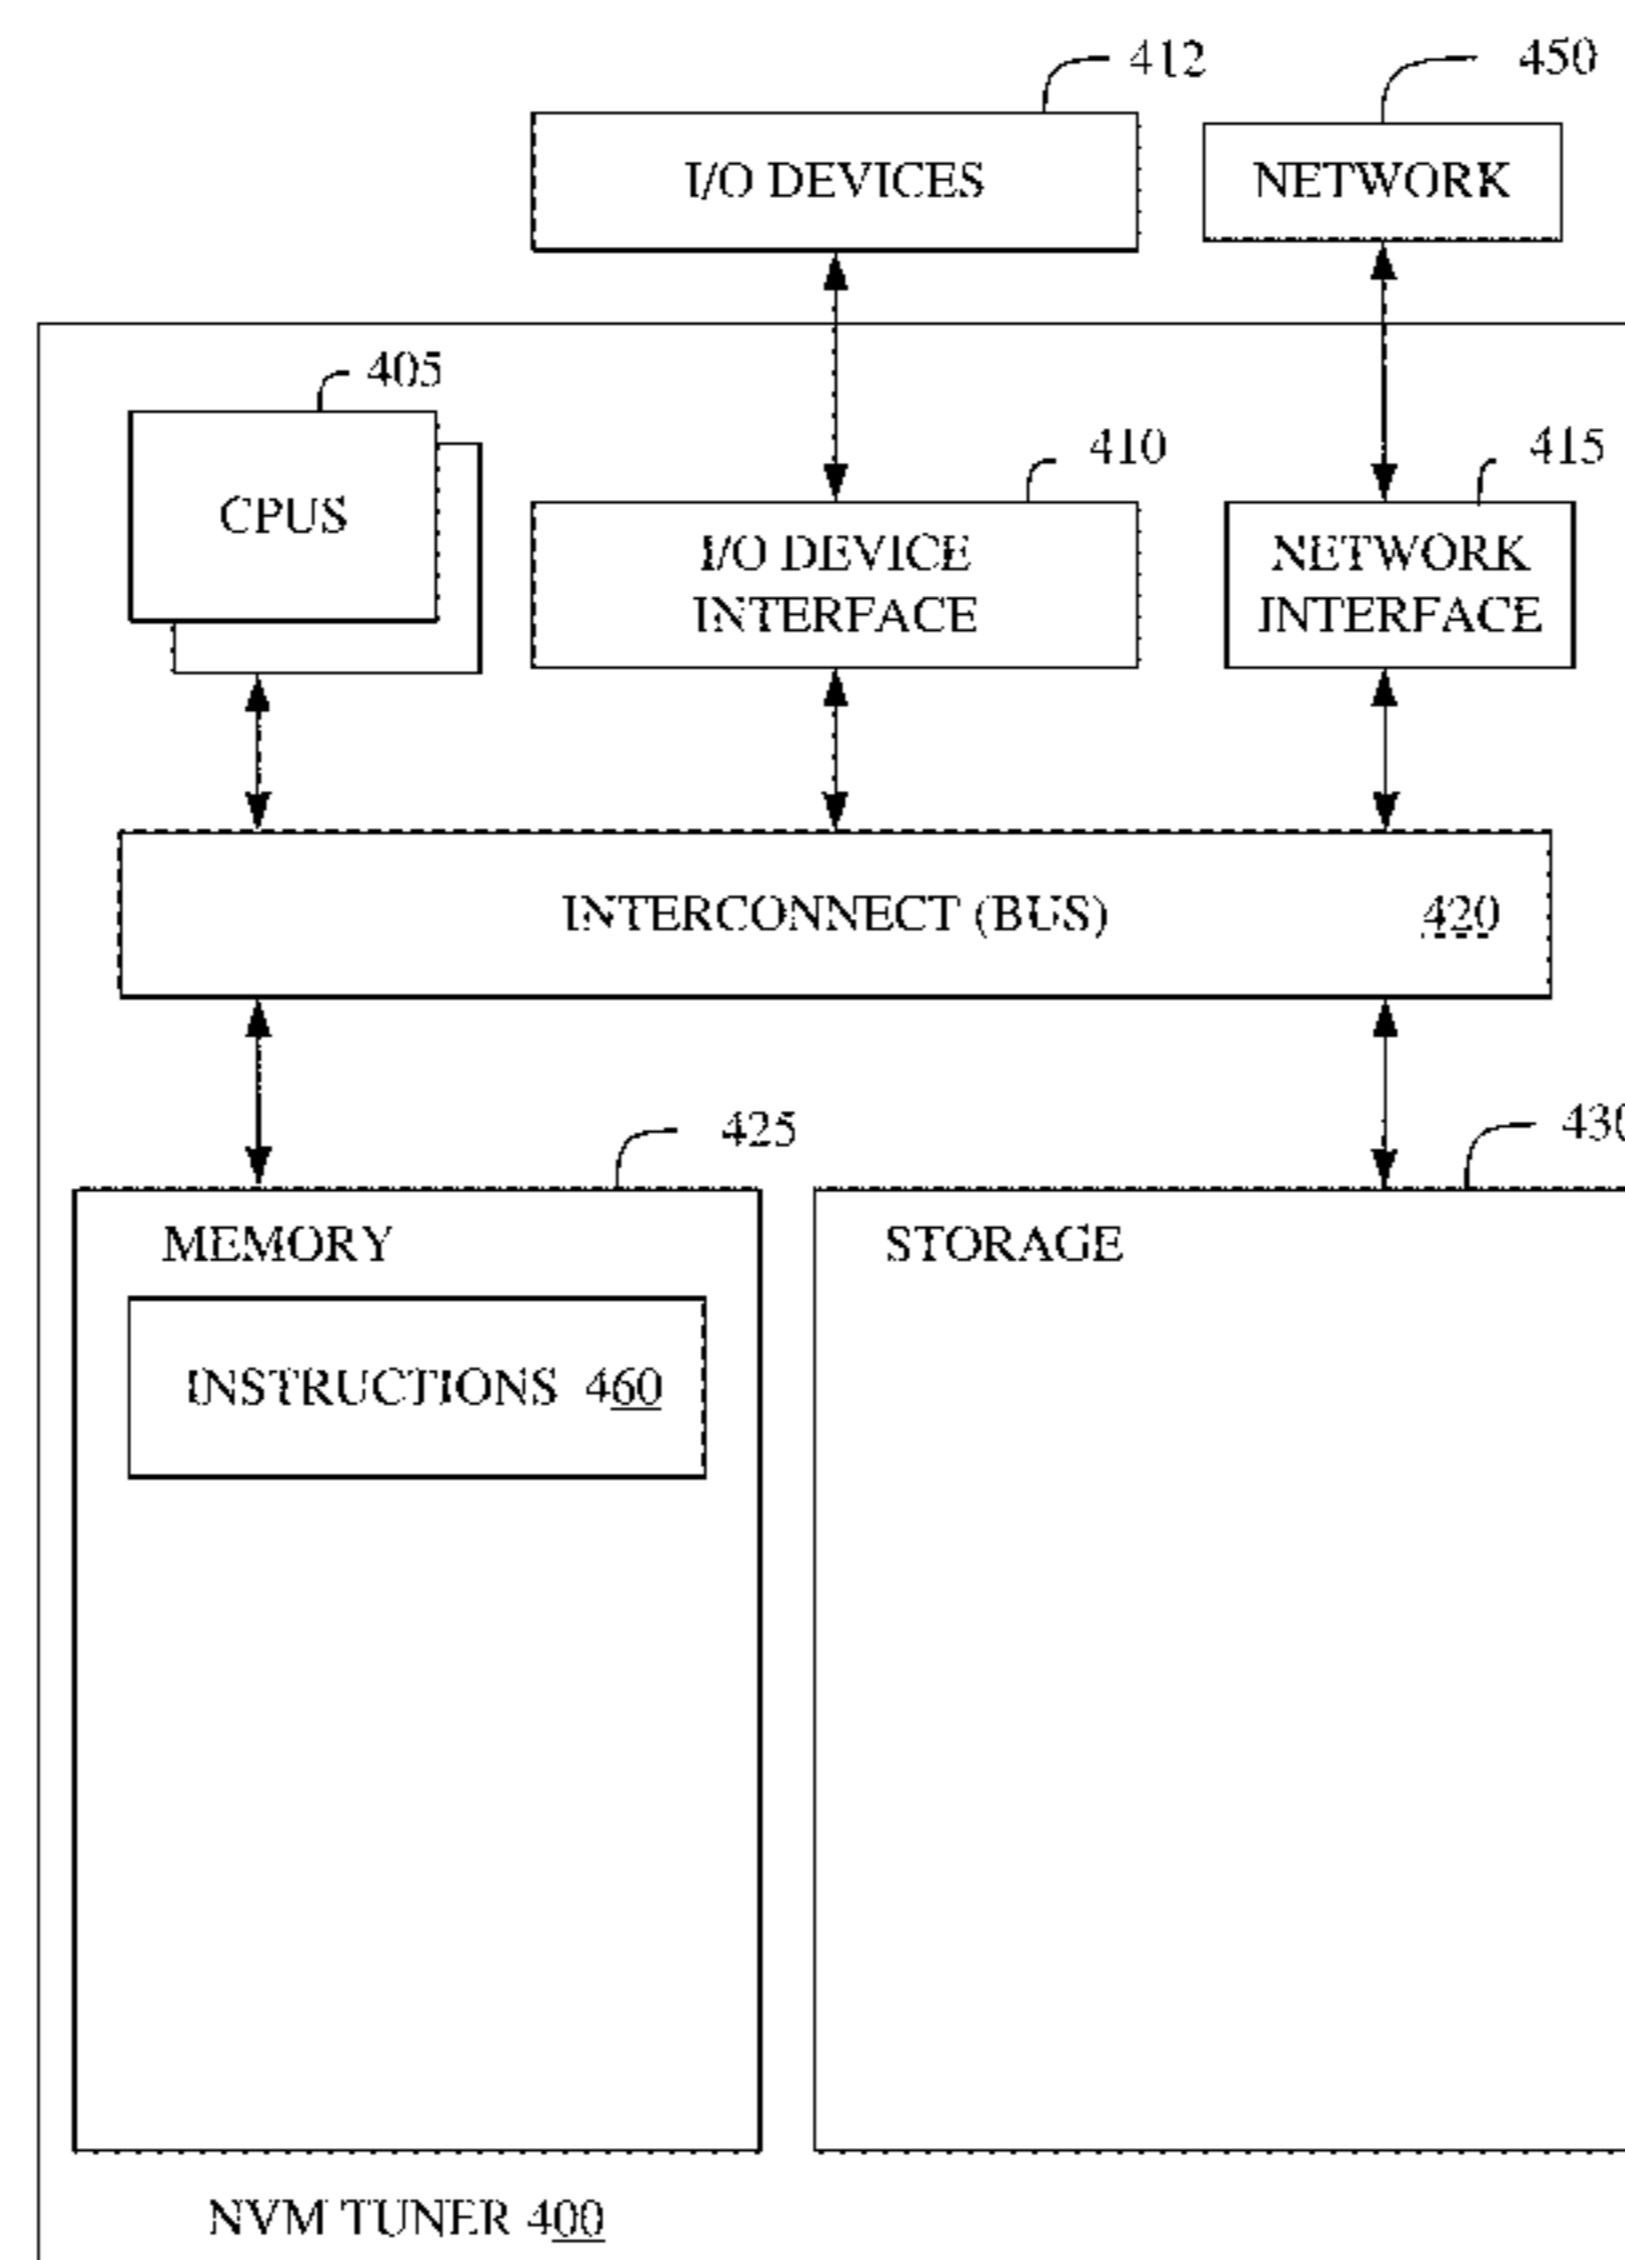 412
450
I/O DEVICES
NETWORK
405
410
415
CPUS
I/O DEVICE
INTERFACE
NETWORK
INTERFACE
INTERCONNECT (BUS)
420
425
430
MEMORY
STORAGE
INSTRUCTIONS 460
NVM TUNER 400